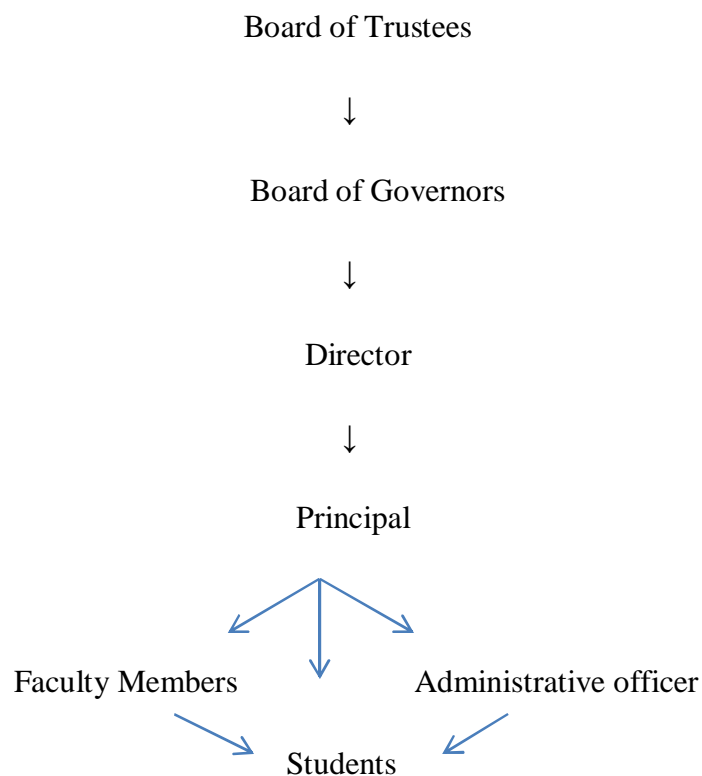 Board of Trustees
↓
Board of Governors
↓
Director
↓
Principal
Faculty Members Administrative officer
Students